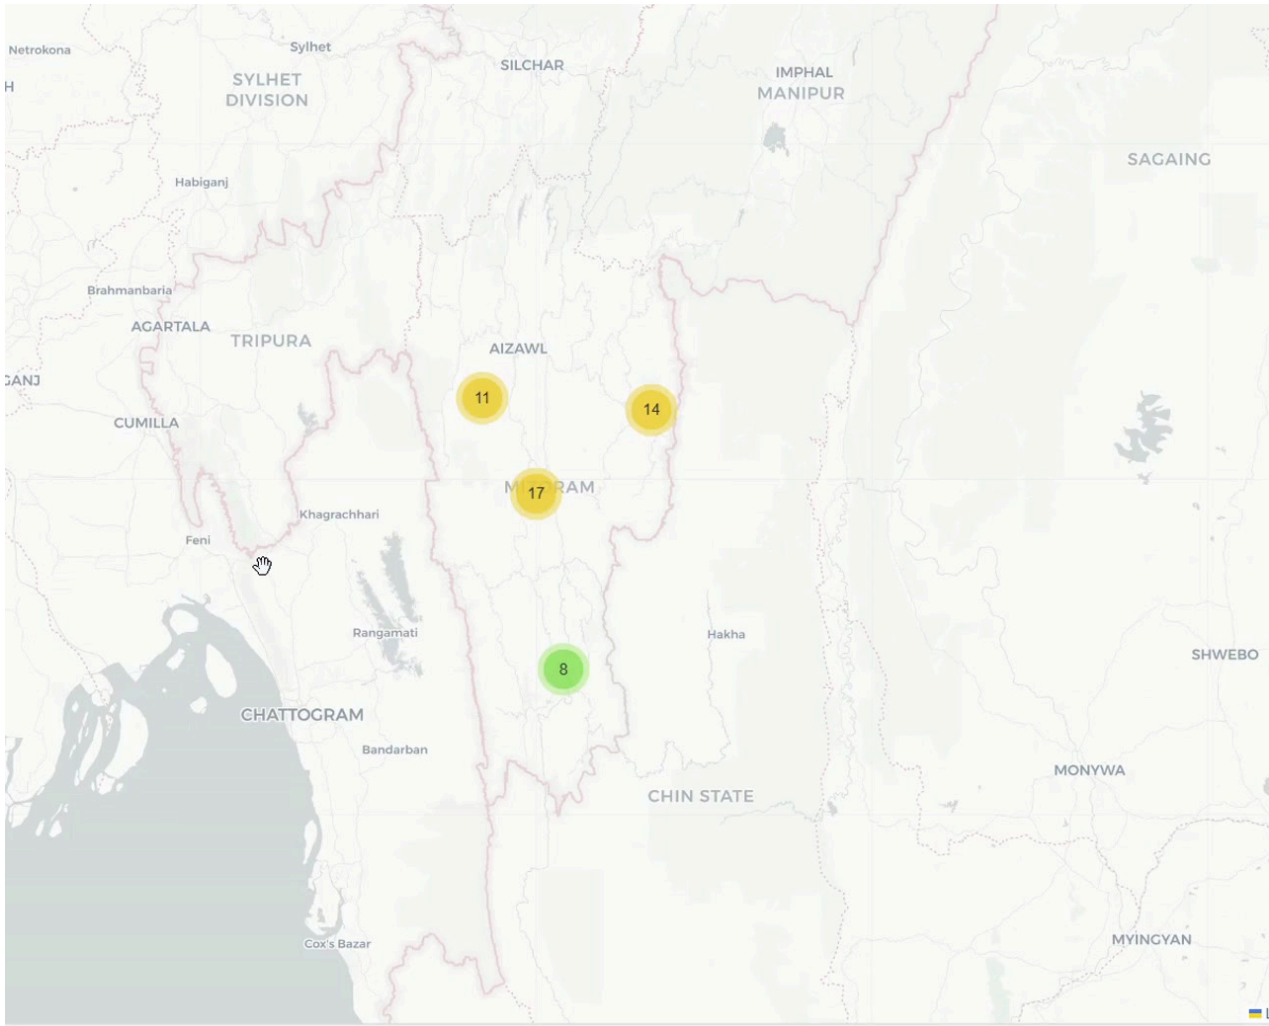 Netrokona
Sylhet
SILCHAR
IMPHAL
MANIPUR
H
SYLHET
DIVISION
SAGAING
Habiganj
Brahmanbaria
AGARTALA
TRIPURA
AIZAWL
GANJ
11
14
CUMILLA
17
Khagrachhari
Feni
Rangamati
Hakha
SHWEBO
8
CHATTOGRAM
Bandarban
MONYWA
CHIN STATE
Cox's Bazar
MYINGYAN
L